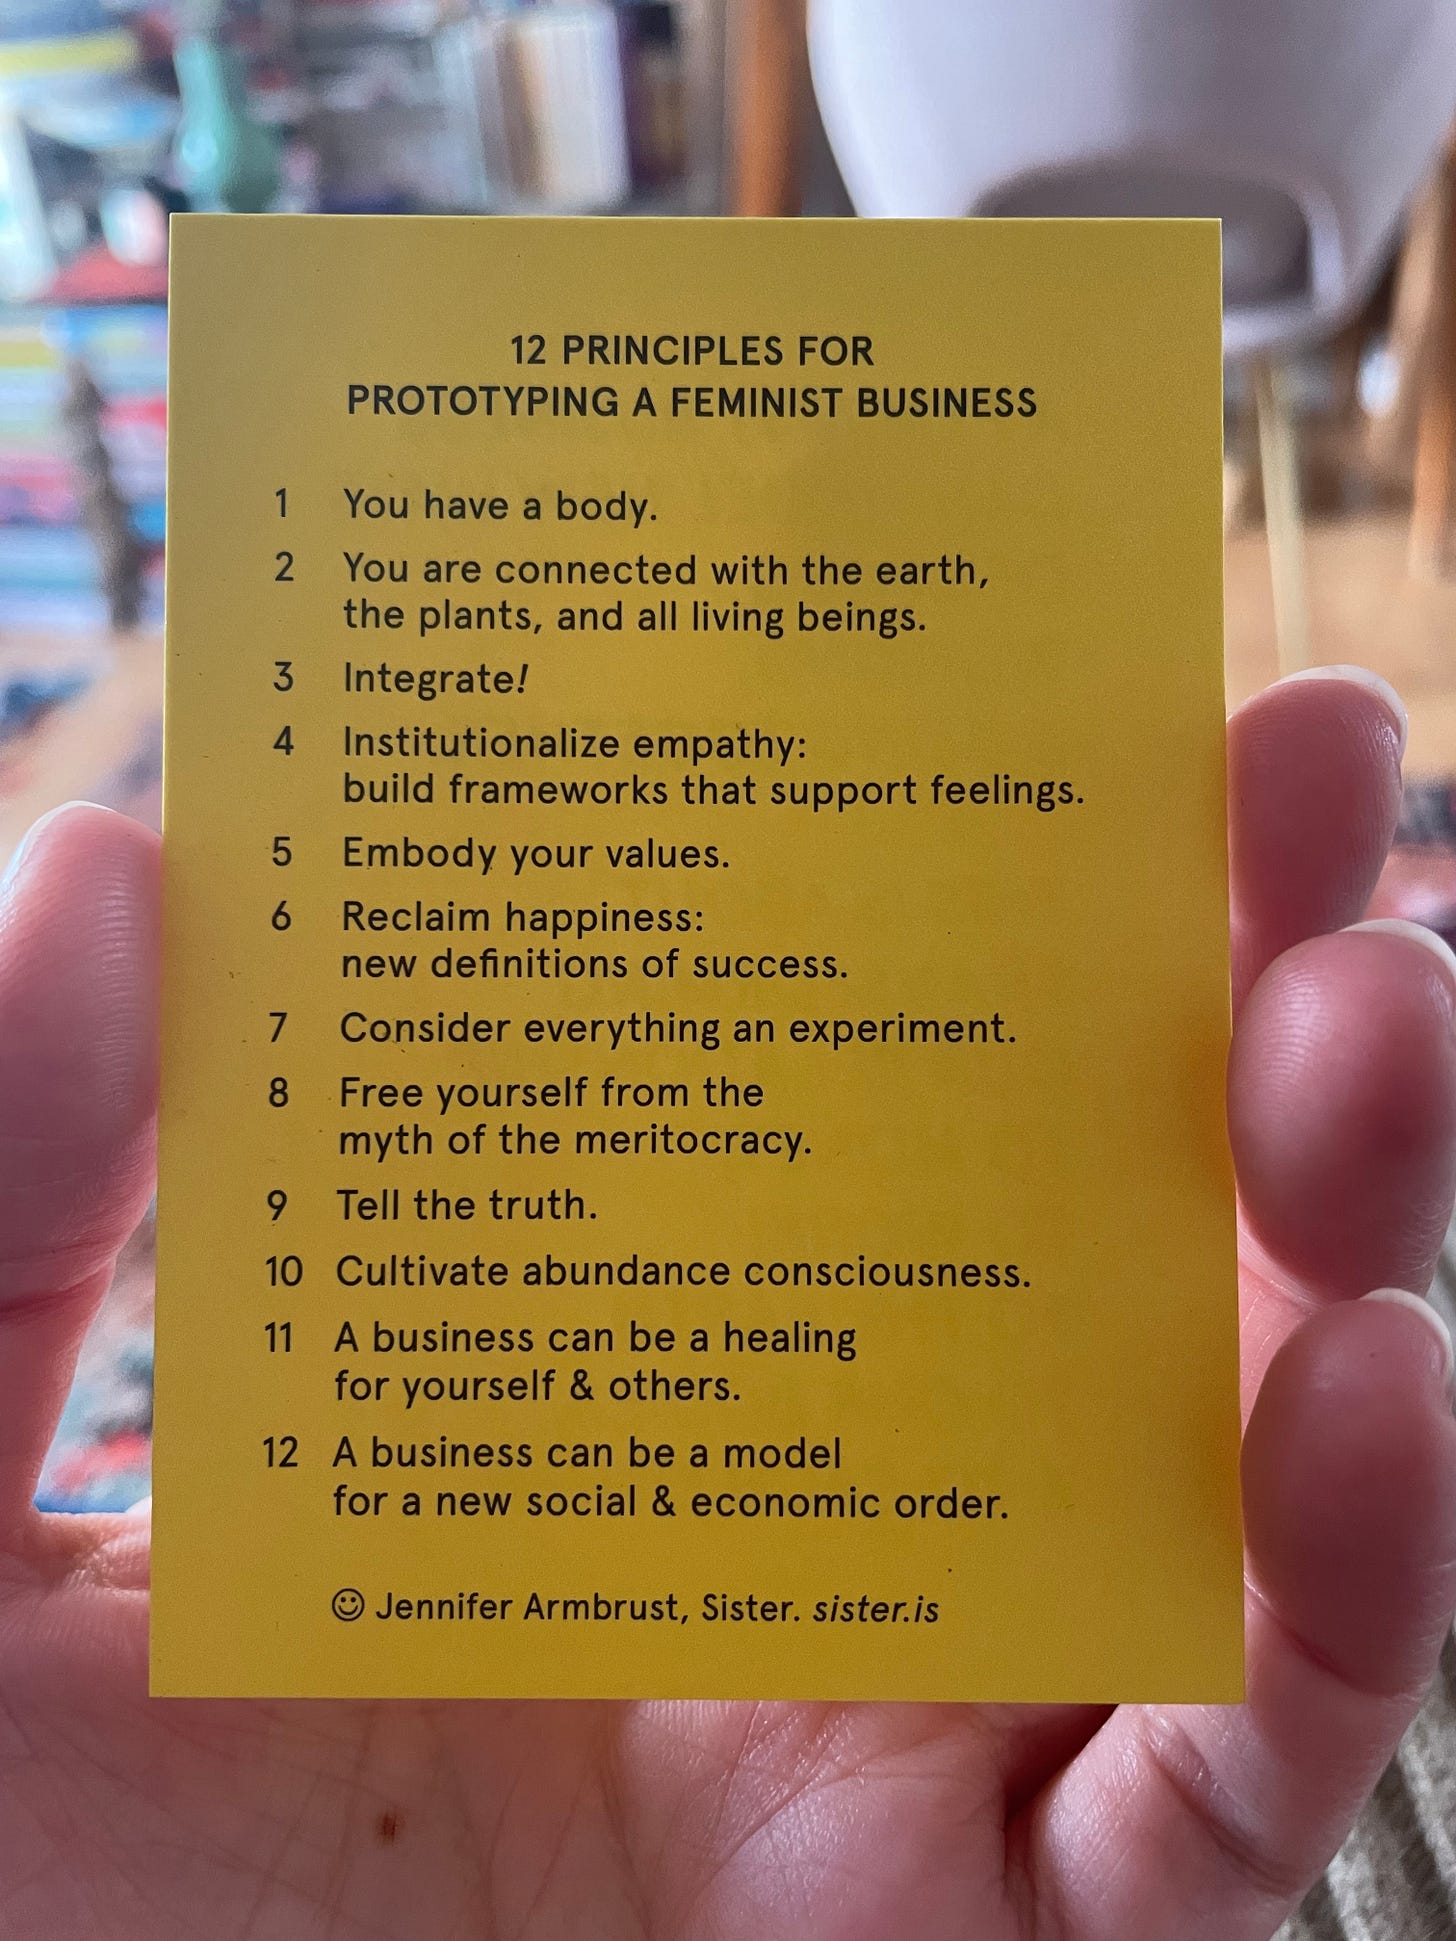 12 PRINCIPLES FOR
PROTOTYPING A FEMINIST BUSINESS
1 You have a body.
2 You are connected with the earth,
the plants, and all living beings.
3 Integrate!
4 Institutionalize empathy:
build frameworks that support feelings.
5 Embody your values.
6 Reclaim happiness:
new definitions of success.
7 Consider everything an experiment.
8 Free yourself from the
myth of the meritocracy.
9 Tell the truth.
10 Cultivate abundance consciousness.
11 A business can be a healing
for yourself & others.
12 A business can be a model
for a new social & economic order.
☺ Jennifer Armbrust, Sister. sister.is